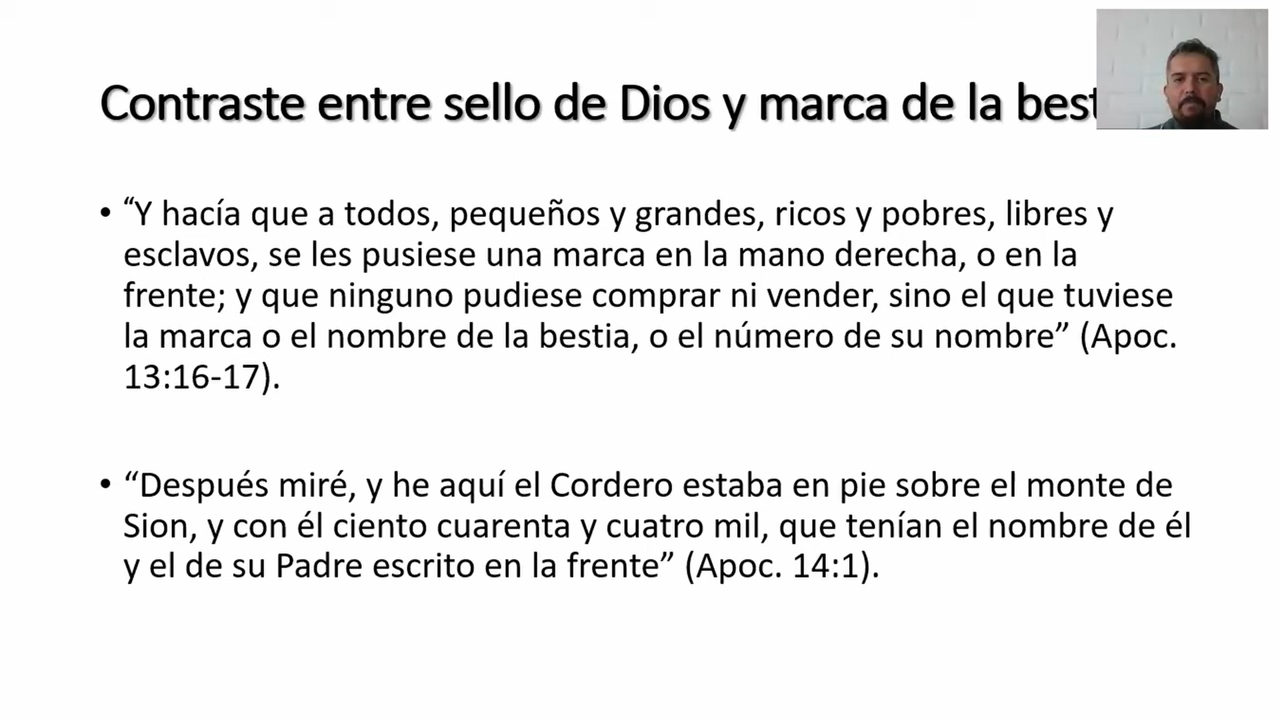 Contraste entre sello de Dios y marca de la
• “Y hacía que a todos, pequeños y grandes, ricos y pobres, libres y
esclavos, se les pusiese una marca en la mano derecha, o en la
frente; y que ninguno pudiese comprar ni vender, sino el que tuviese
la marca o el nombre de la bestia, o el número de su nombre” (Apoc.
13:16-17).
• “Después miré, y he aquí el Cordero estaba en pie sobre el monte de
Sion, y con él ciento cuarenta y cuatro mil, que tenían el nombre de él
y el de su Padre escrito en la frente” (Apoc. 14:1).